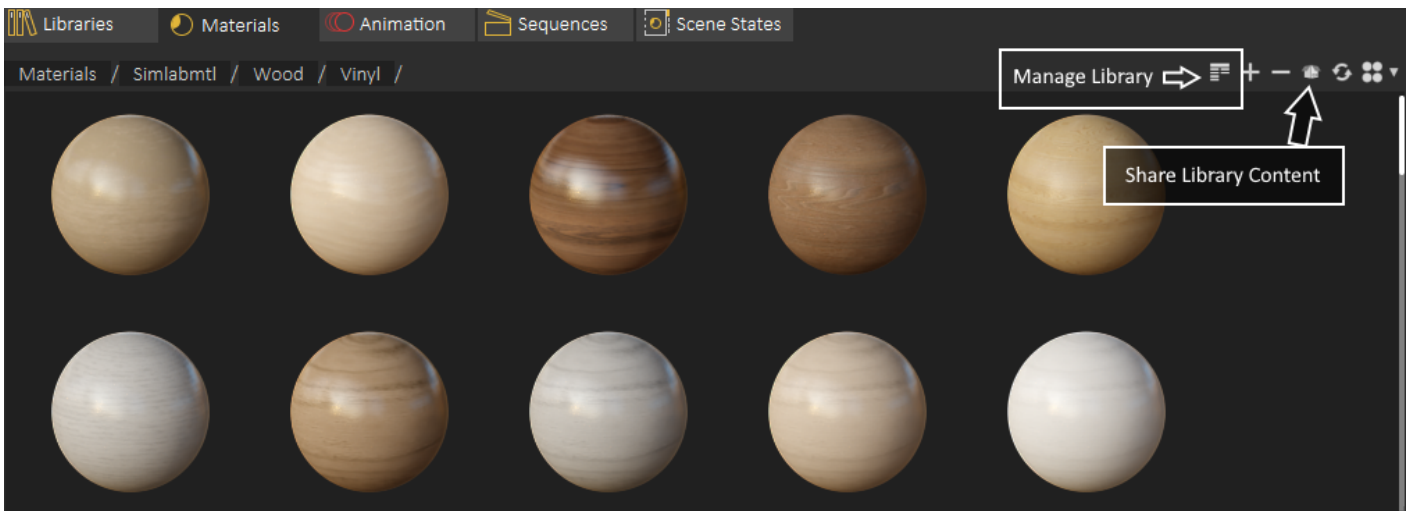 Libraries Materials Animation Sequences Scene States
Materials / Simlabmtl / Wood / Vinyl /
Manage Library
Share Library Content